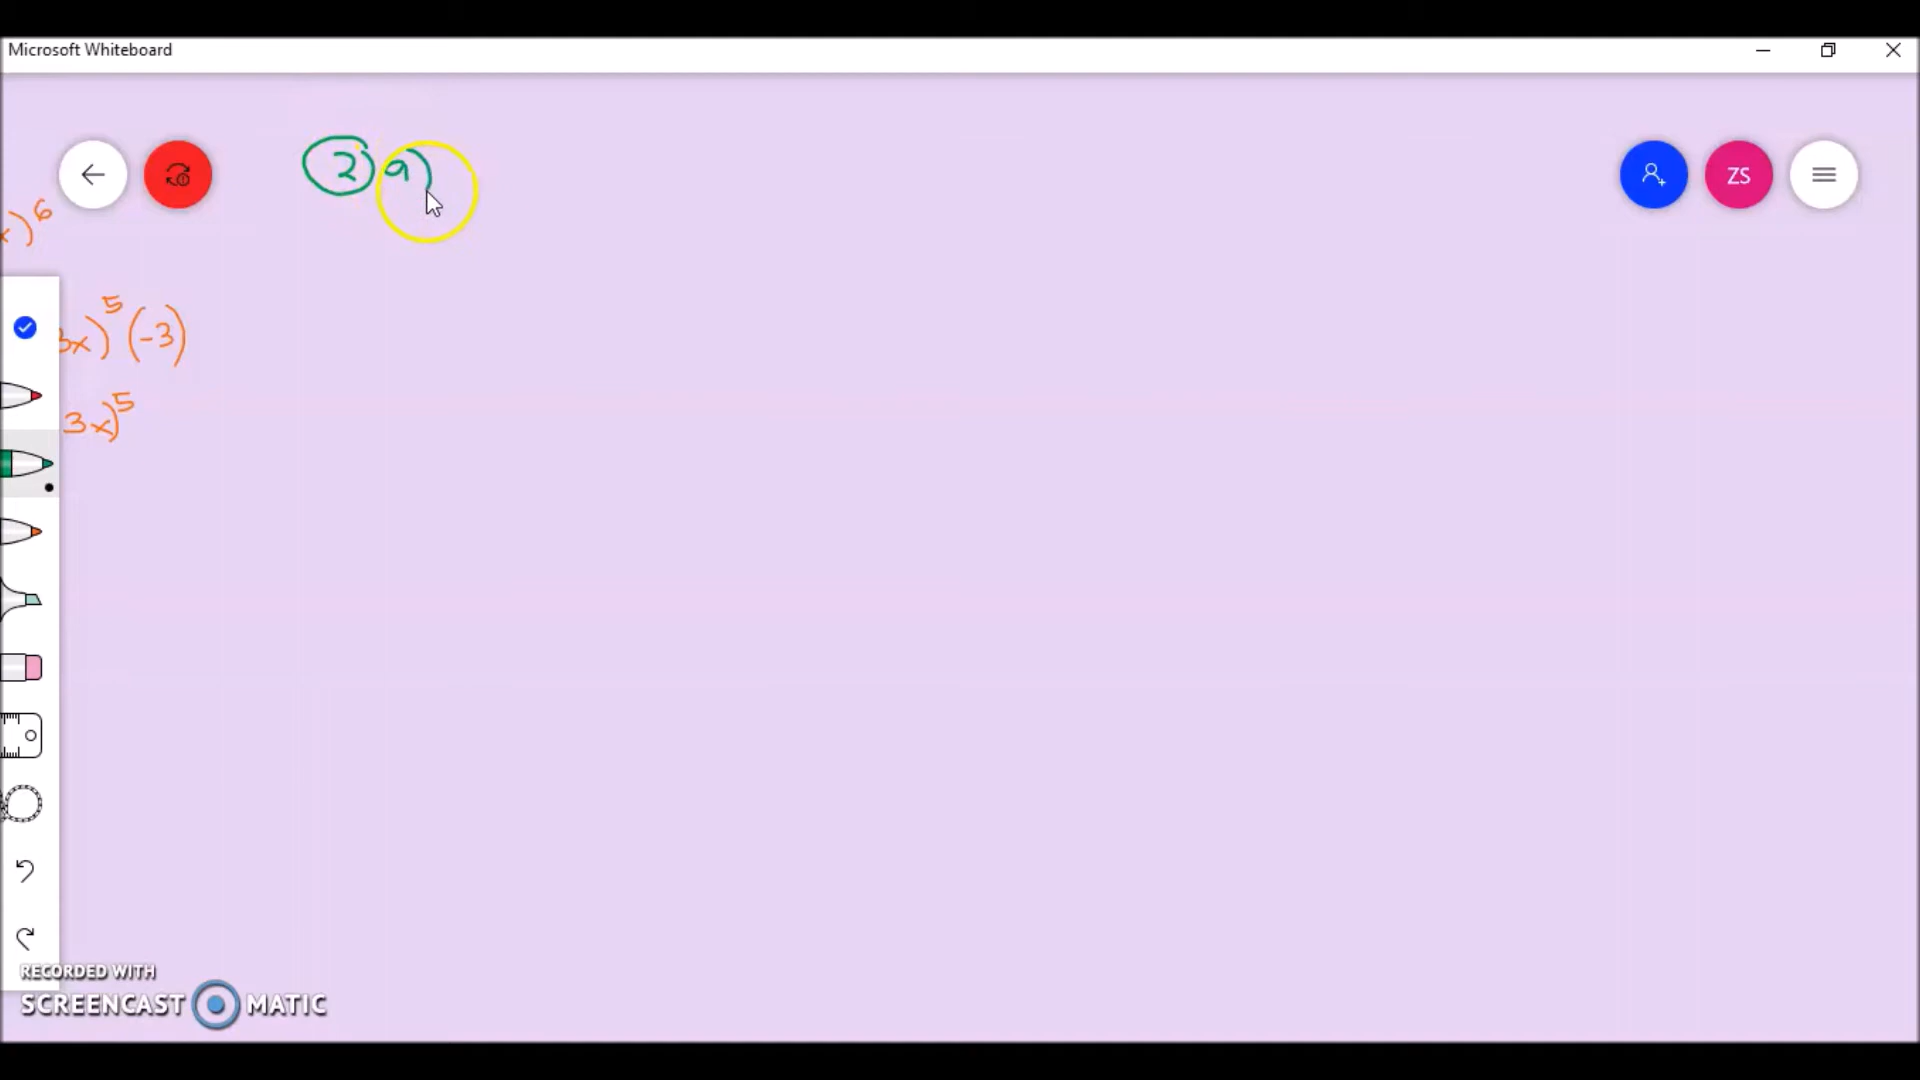 Microsoft Whiteboard
2) a)
ZS
x)^6
3x)^5 (-3)
3x)^5
RECORDED WITH
SCREENCAST MATIC